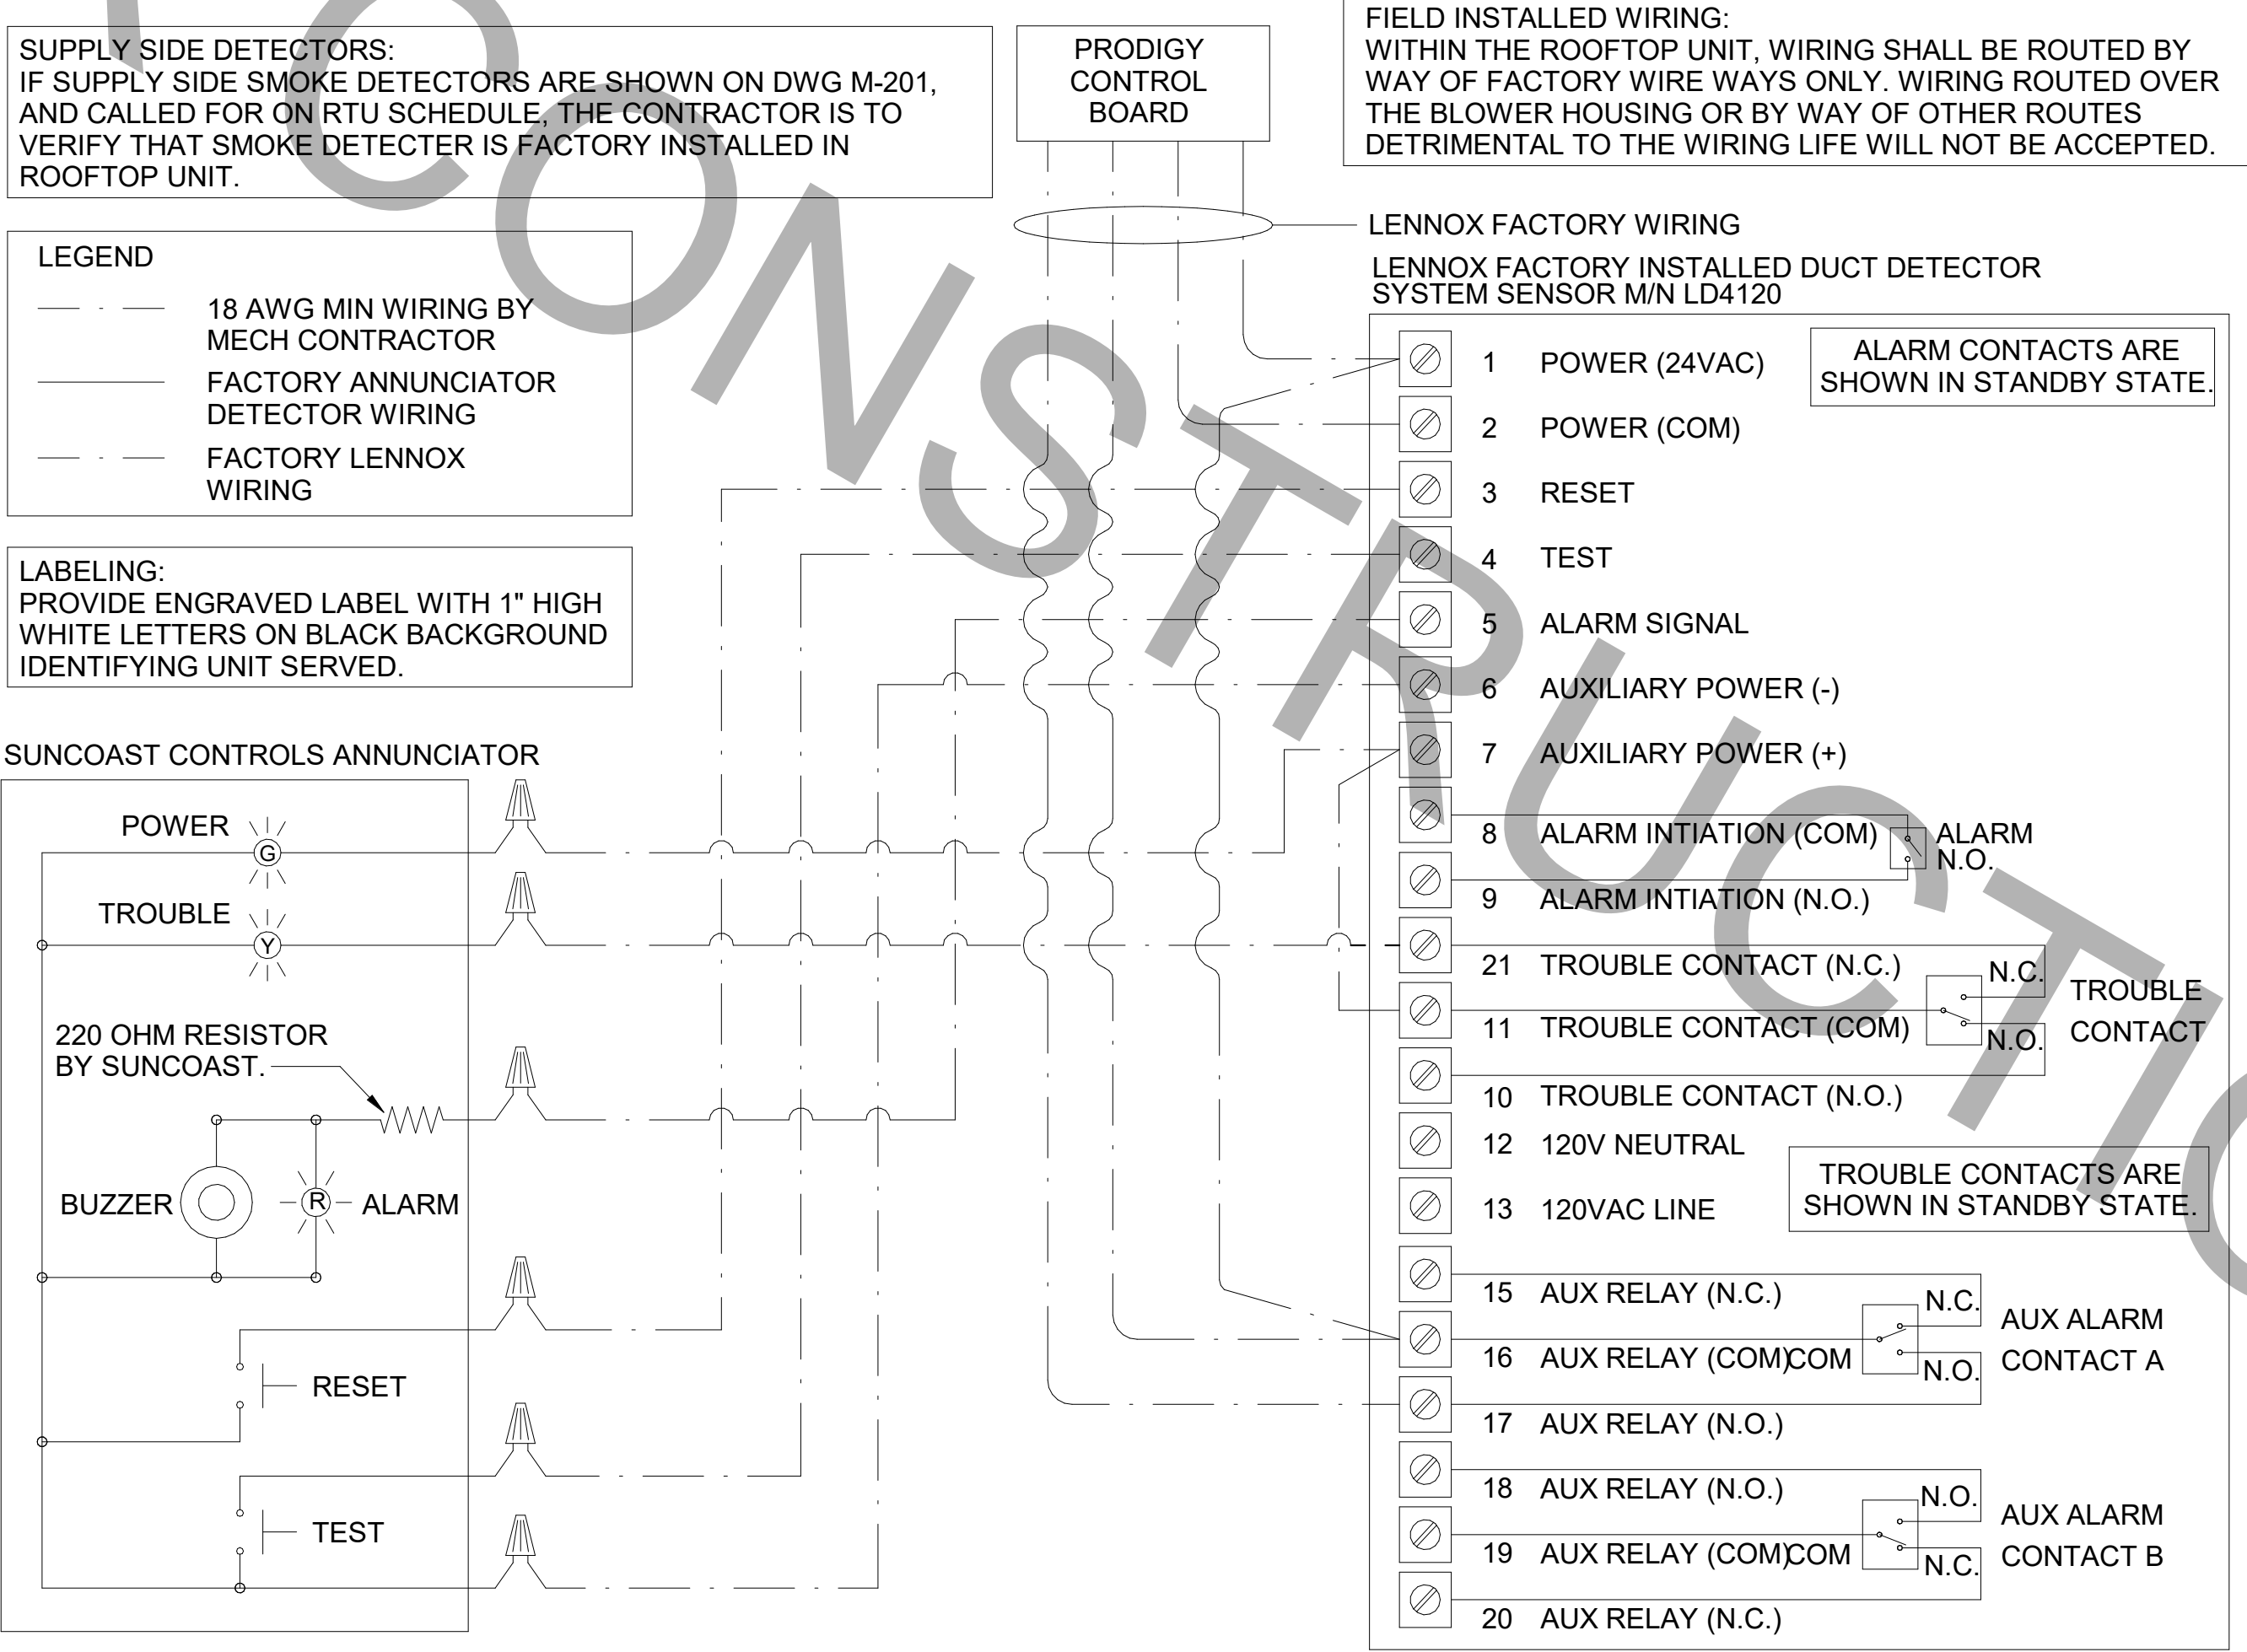 SUPPLY SIDE DETECTORS:
IF SUPPLY SIDE SMOKE DETECTORS ARE SHOWN ON DWG M-201,
AND CALLED FOR ON RTU SCHEDULE, THE CONTRACTOR IS TO
VERIFY THAT SMOKE DETECTER IS FACTORY INSTALLED IN
ROOFTOP UNIT.
PRODIGY
CONTROL
BOARD
FIELD INSTALLED WIRING:
WITHIN THE ROOFTOP UNIT, WIRING SHALL BE ROUTED BY
WAY OF FACTORY WIRE WAYS ONLY. WIRING ROUTED OVER
THE BLOWER HOUSING OR BY WAY OF OTHER ROUTES
DETRIMENTAL TO THE WIRING LIFE WILL NOT BE ACCEPTED.
LEGEND
18 AWG MIN WIRING BY
MECH CONTRACTOR
FACTORY ANNUNCIATOR
DETECTOR WIRING
FACTORY LENNOX
WIRING
LABELING:
PROVIDE ENGRAVED LABEL WITH 1" HIGH
WHITE LETTERS ON BLACK BACKGROUND
IDENTIFYING UNIT SERVED.
LENNOX FACTORY WIRING
LENNOX FACTORY INSTALLED DUCT DETECTOR
SYSTEM SENSOR M/N LD4120
ALARM CONTACTS ARE
SHOWN IN STANDBY STATE.
1 POWER (24VAC)
2 POWER (COM)
3 RESET
4 TEST
5 ALARM SIGNAL
6 AUXILIARY POWER (-)
7 AUXILIARY POWER (+)
8 ALARM INTIATION (COM)
ALARM
N.O.
9 ALARM INTIATION (N.O.)
21 TROUBLE CONTACT (N.C.)
N.C.
TROUBLE
CONTACT
11 TROUBLE CONTACT (COM)
N.O.
10 TROUBLE CONTACT (N.O.)
12 120V NEUTRAL
13 120VAC LINE
TROUBLE CONTACTS ARE
SHOWN IN STANDBY STATE.
15 AUX RELAY (N.C.)
N.C.
AUX ALARM
CONTACT A
16 AUX RELAY (COM) COM
N.O.
17 AUX RELAY (N.O.)
18 AUX RELAY (N.O.)
N.O.
AUX ALARM
CONTACT B
19 AUX RELAY (COM) COM
N.C.
20 AUX RELAY (N.C.)
SUNCOAST CONTROLS ANNUNCIATOR
POWER
G
TROUBLE
Y
220 OHM RESISTOR
BY SUNCOAST.
BUZZER
R
ALARM
RESET
TEST